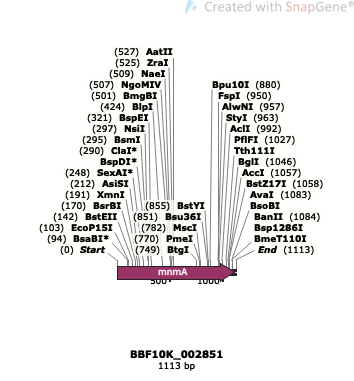 Created with SnapGene®
(527) AatII
(525) ZraI
(509) NaeI
(507) NgoMIV
(501) BmgBI
(424) BlpI
(321) BspEI
(297) NsiI
(295) BsmI
(290) ClaI*
BspDI*
(248) SexAI*
(212) AsiSI
(191) XmnI
(170) BsrBI
(142) BstEII
(103) EcoP15I
(94) BsaBI*
(0) Start
(855) BstYI
(851) Bsu36I
(782) MscI
(770) PmeI
(749) BtgI
Bpu10I (880)
FspI (950)
AlwNI (957)
StyI (963)
AclI (992)
PflFI (1027)
Tth111I
BglI (1046)
AccI (1057)
BstZ17I (1058)
AvaI (1083)
BsoBI
BanII (1084)
Bsp1286I
BmeT110I
End (1113)
mnmA
500
1000
BBF10K_002851
1113 bp